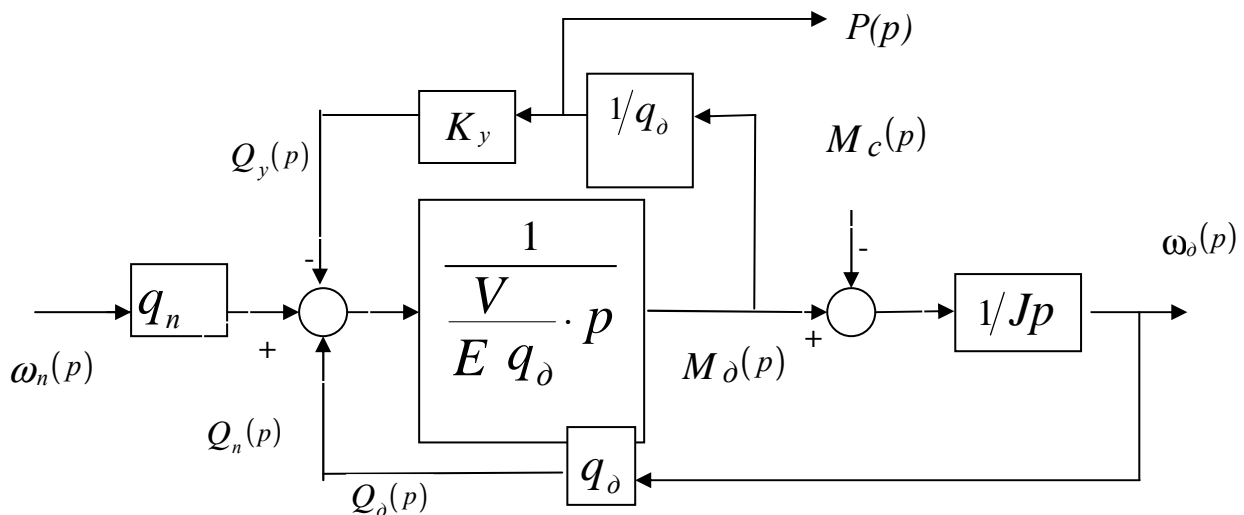 P(p)
K_y
1/q_∂
M_c(p)
Q_y(p)
-
-
ω_∂(p)
q_n
1
V
E q_∂
· p
1/Jp
+
+
ω_n(p)
M_∂(p)
Q_n(p)
q_∂
Q_∂(p)